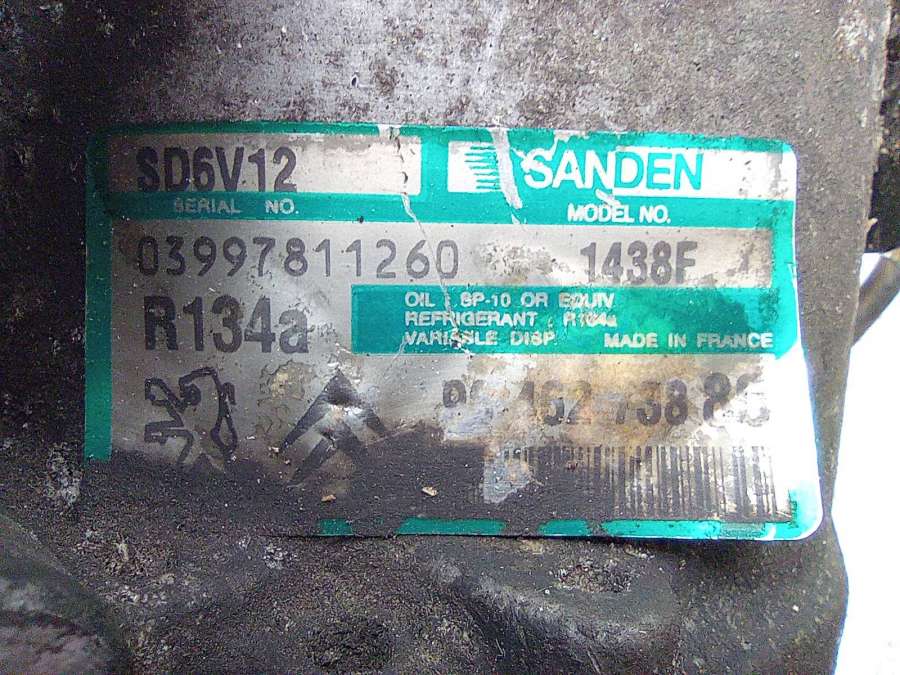 SD6V12
SANDEN
SERIAL NO.
MODEL NO.
03997811260
1438F
R134a
OIL : SP-10 OR EQUIV.
REFRIGERANT : R134a
VARIABLE DISP.
MADE IN FRANCE